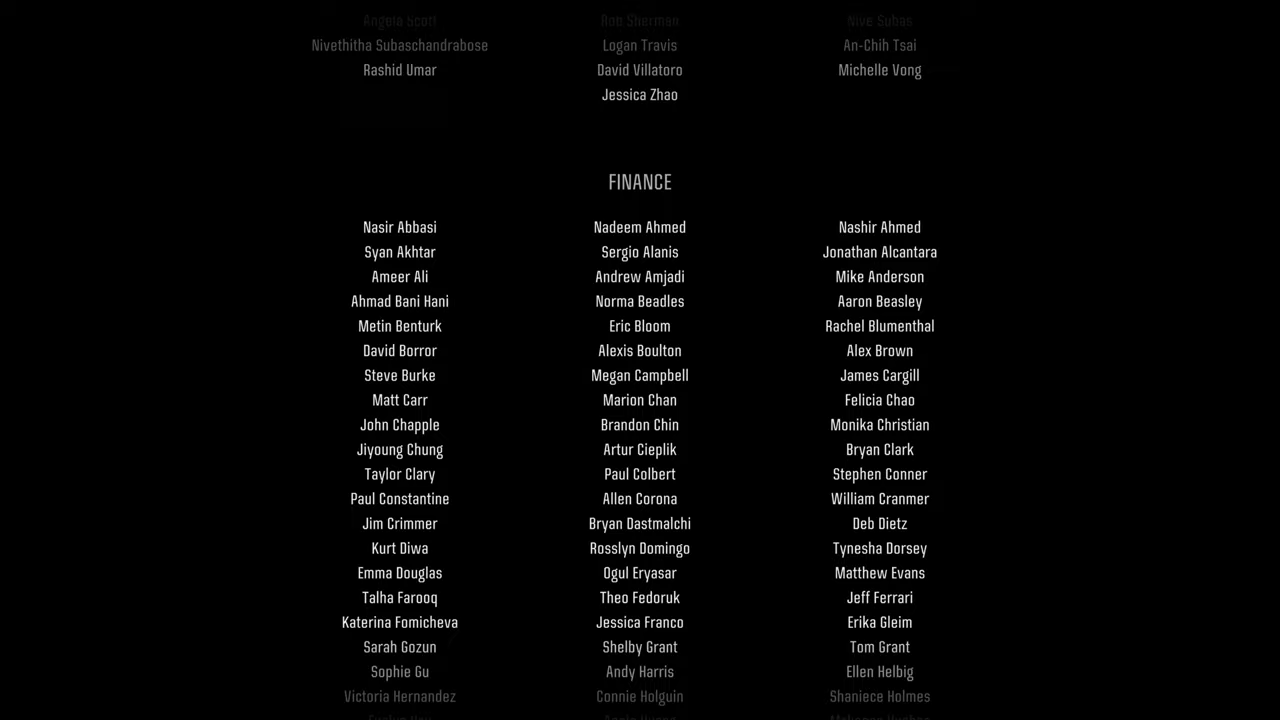 Angela Scott Rob Sherman Nive Subas
Nivethitha Subaschandrabose Logan Travis An-Chih Tsai
Rashid Umar David Villatoro Michelle Vong
Jessica Zhao
FINANCE
Nasir Abbasi Nadeem Ahmed Nashir Ahmed
Syan Akhtar Sergio Alanis Jonathan Alcantara
Ameer Ali Andrew Amjadi Mike Anderson
Ahmad Bani Hani Norma Beadles Aaron Beasley
Metin Benturk Eric Bloom Rachel Blumenthal
David Borror Alexis Boulton Alex Brown
Steve Burke Megan Campbell James Cargill
Matt Carr Marion Chan Felicia Chao
John Chapple Brandon Chin Monika Christian
Jiyoung Chung Artur Cieplik Bryan Clark
Taylor Clary Paul Colbert Stephen Conner
Paul Constantine Allen Corona William Cranmer
Jim Crimmer Bryan Dastmalchi Deb Dietz
Kurt Diwa Rosslyn Domingo Tynesha Dorsey
Emma Douglas Ogul Eryasar Matthew Evans
Talha Farooq Theo Fedoruk Jeff Ferrari
Katerina Fomicheva Jessica Franco Erika Gleim
Sarah Gozun Shelby Grant Tom Grant
Sophie Gu Andy Harris Ellen Helbig
Victoria Hernandez Connie Holguin Shaniece Holmes